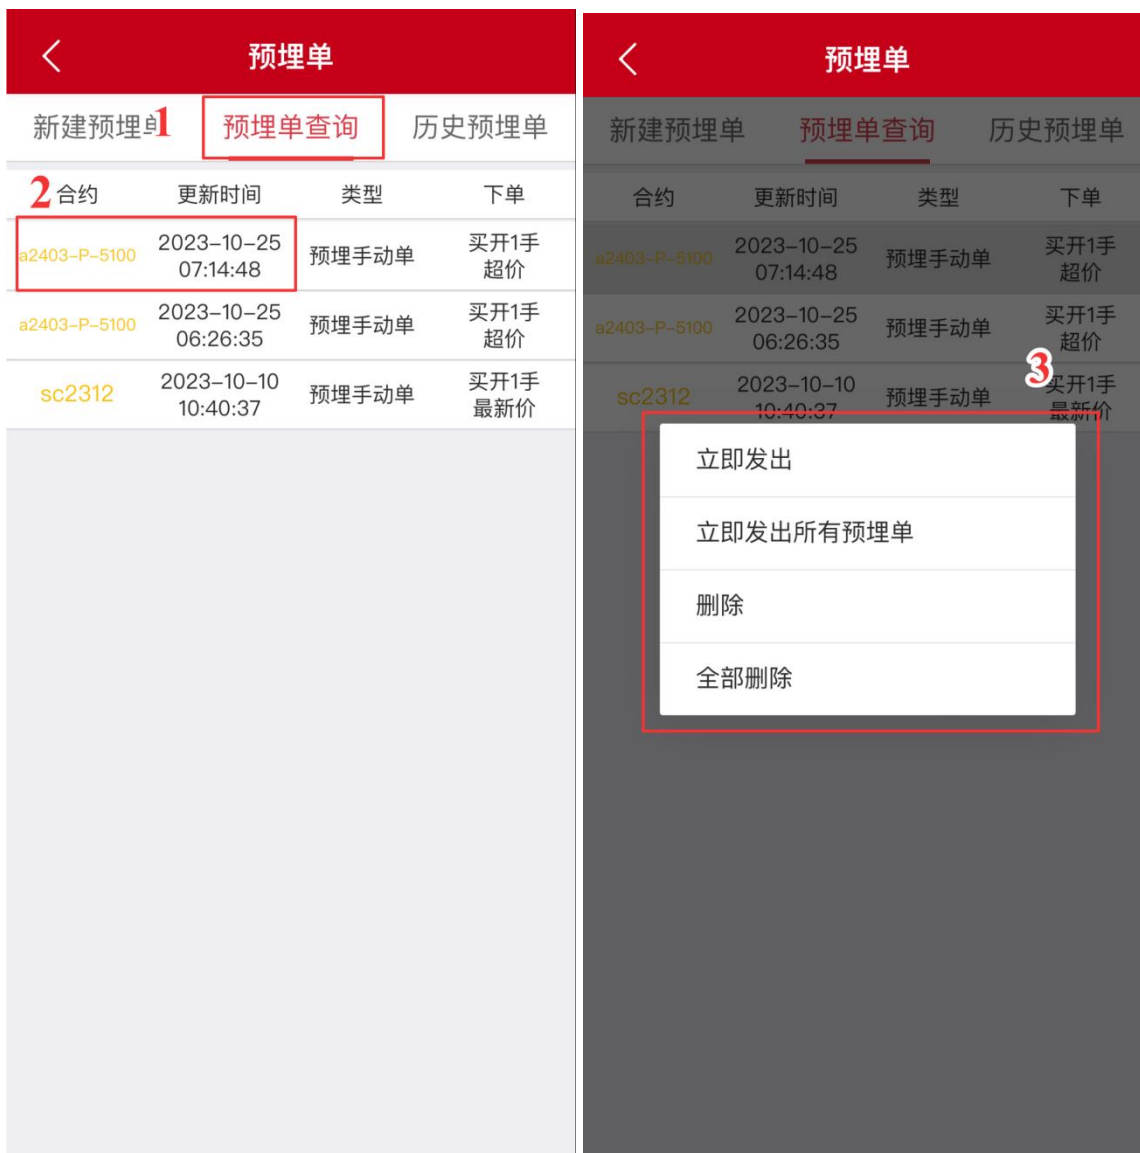 预埋单
新建预埋单 1 预埋单查询 历史预埋单
2 合约 更新时间 类型 下单
a2403-P-5100 2023-10-25 07:14:48 预埋手动单 买开1手 超价
a2403-P-5100 2023-10-25 06:26:35 预埋手动单 买开1手 超价
sc2312 2023-10-10 10:40:37 预埋手动单 买开1手 最新价
预埋单
新建预埋单 预埋单查询 历史预埋单
合约 更新时间 类型 下单
a2403-P-5100 2023-10-25 07:14:48 预埋手动单 买开1手 超价
a2403-P-5100 2023-10-25 06:26:35 预埋手动单 买开1手 超价
3
sc2312 2023-10-10 10:40:37 预埋手动单 买开1手 最新价
立即发出
立即发出所有预埋单
删除
全部删除